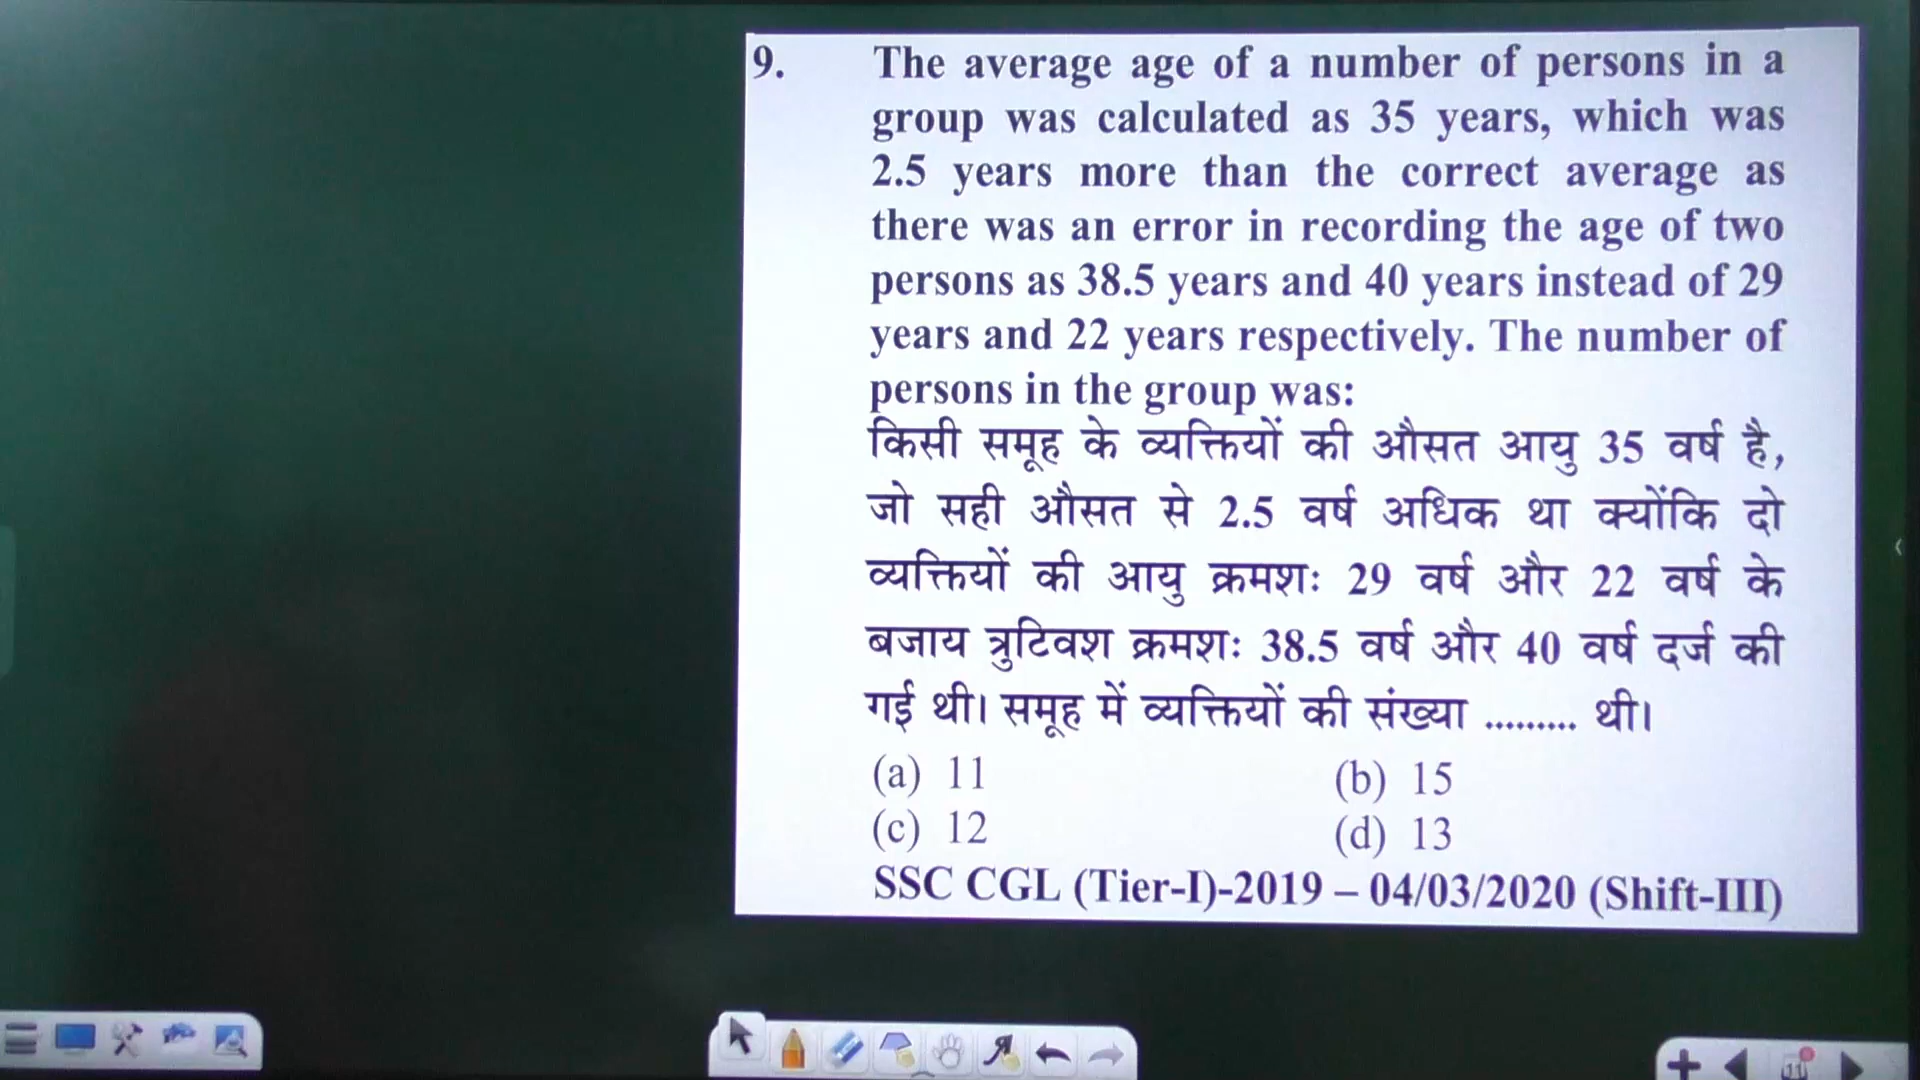 9. The average age of a number of persons in a
group was calculated as 35 years, which was
2.5 years more than the correct average as
there was an error in recording the age of two
persons as 38.5 years and 40 years instead of 29
years and 22 years respectively. The number of
persons in the group was:
किसी समूह के व्यक्तियों की औसत आयु 35 वर्ष है,
जो सही औसत से 2.5 वर्ष अधिक था क्योंकि दो
व्यक्तियों की आयु क्रमशः 29 वर्ष और 22 वर्ष के
बजाय त्रुटिवश क्रमशः 38.5 वर्ष और 40 वर्ष दर्ज की
गई थी। समूह में व्यक्तियों की संख्या ......... थी।
(a) 11 (b) 15
(c) 12 (d) 13
SSC CGL (Tier-I)-2019 – 04/03/2020 (Shift-III)
11